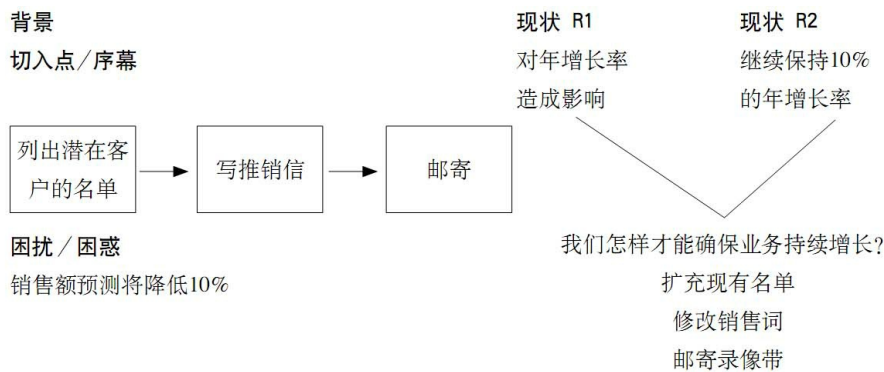 背景
切入点/序幕
列出潜在客
户的名单
写推销信
邮寄
困扰/困惑
销售额预测将降低10%
现状 R1
对年增长率
造成影响
现状 R2
继续保持10%
的年增长率
我们怎样才能确保业务持续增长?
扩充现有名单
修改销售词
邮寄录像带